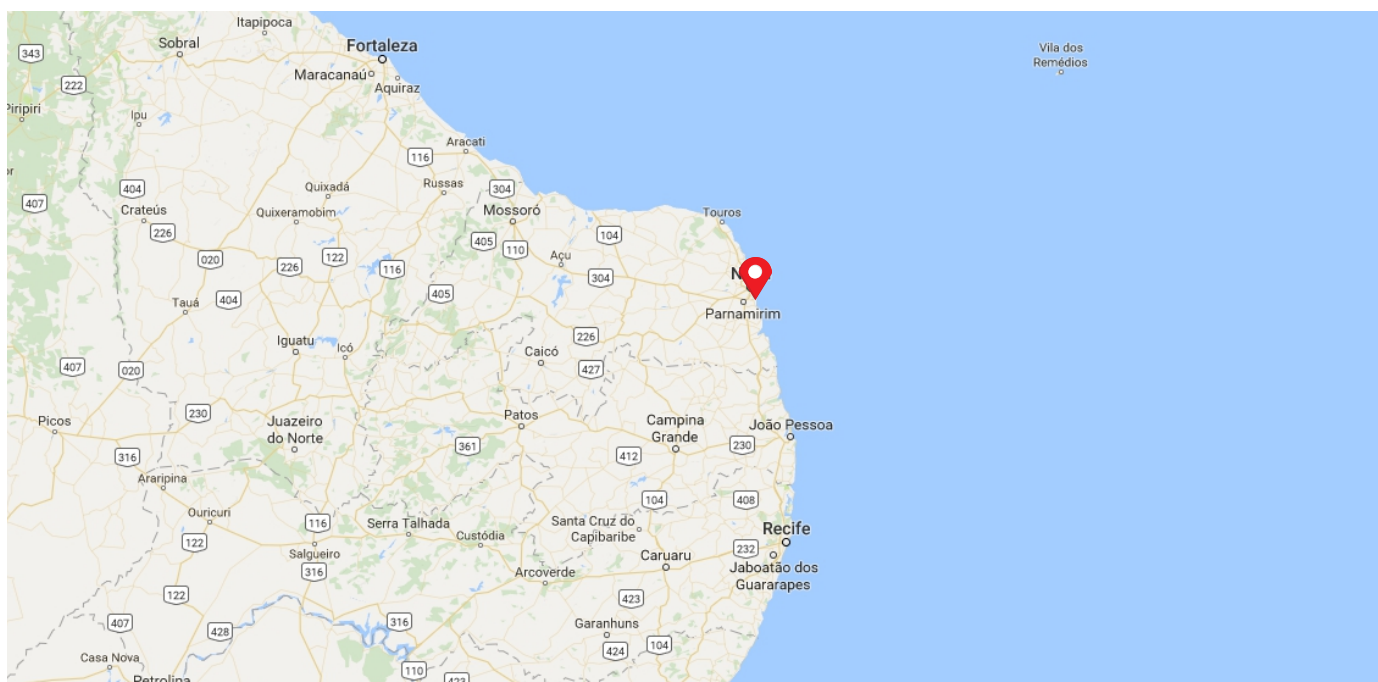 Itapipoca
Sobral
Fortaleza
Vila dos
Remédios
343
Maracanaú
222
Aquiraz
Piripiri
Ipu
Aracati
116
404
Quixadá
Russas
304
407
Crateús
Quixeramobim
Mossoró
Touros
226
104
405
020
122
110
Açu
226
116
304
404
405
Tauá
Parnamirim
226
Iguatu
Icó
Caicó
407
020
427
230
Picos
Juazeiro
do Norte
Patos
Campina
Grande
João Pessoa
361
230
316
412
Araripina
104
408
Ouricuri
116
Serra Talhada
Santa Cruz do
Capibaribe
Recife
122
Custódia
Salgueiro
232
Caruaru
316
Arcoverde
Jaboatão dos
Guararapes
122
423
407
316
428
Garanhuns
104
424
Casa Nova
110
423
Petrolina